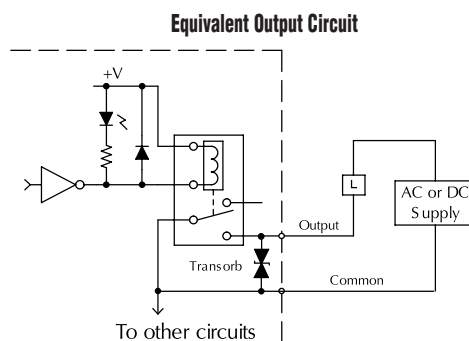 Equivalent Output Circuit
+V
L
AC or DC
Supply
Output
Transorb
Common
To other circuits